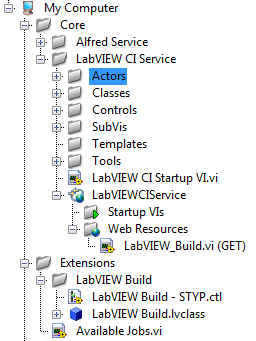 My Computer
Core
Alfred Service
LabVIEW CI Service
Actors
Classes
Controls
SubVis
Templates
Tools
LabVIEW CI Startup VI.vi
LabVIEWCIService
Startup VIs
Web Resources
LabVIEW_Build.vi (GET)
Extensions
LabVIEW Build
LabVIEW Build - STYP.ctl
LabVIEW Build.lvclass
Available Jobs.vi